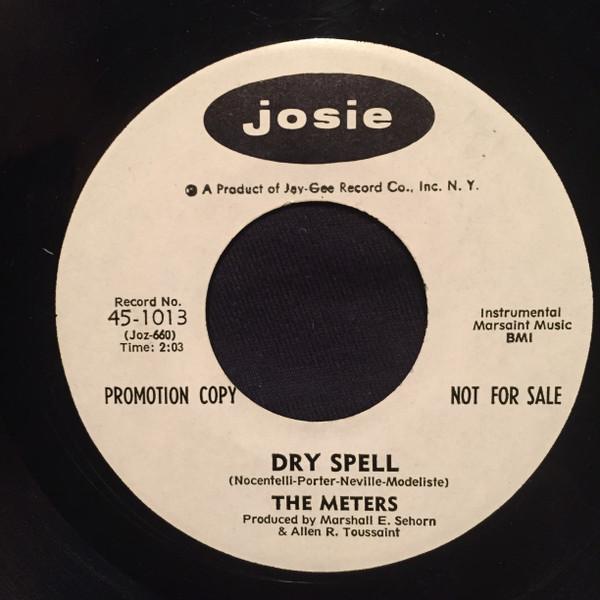 josie
A Product of Jay-Gee Record Co., Inc. N. Y.
Record No.
45-1013
(Joz-660)
Time: 2:03
Instrumental
Marsaint Music
BMI
PROMOTION COPY
NOT FOR SALE
DRY SPELL
(Nocentelli-Porter-Neville-Modeliste)
THE METERS
Produced by Marshall E. Sehorn
& Allen R. Toussaint